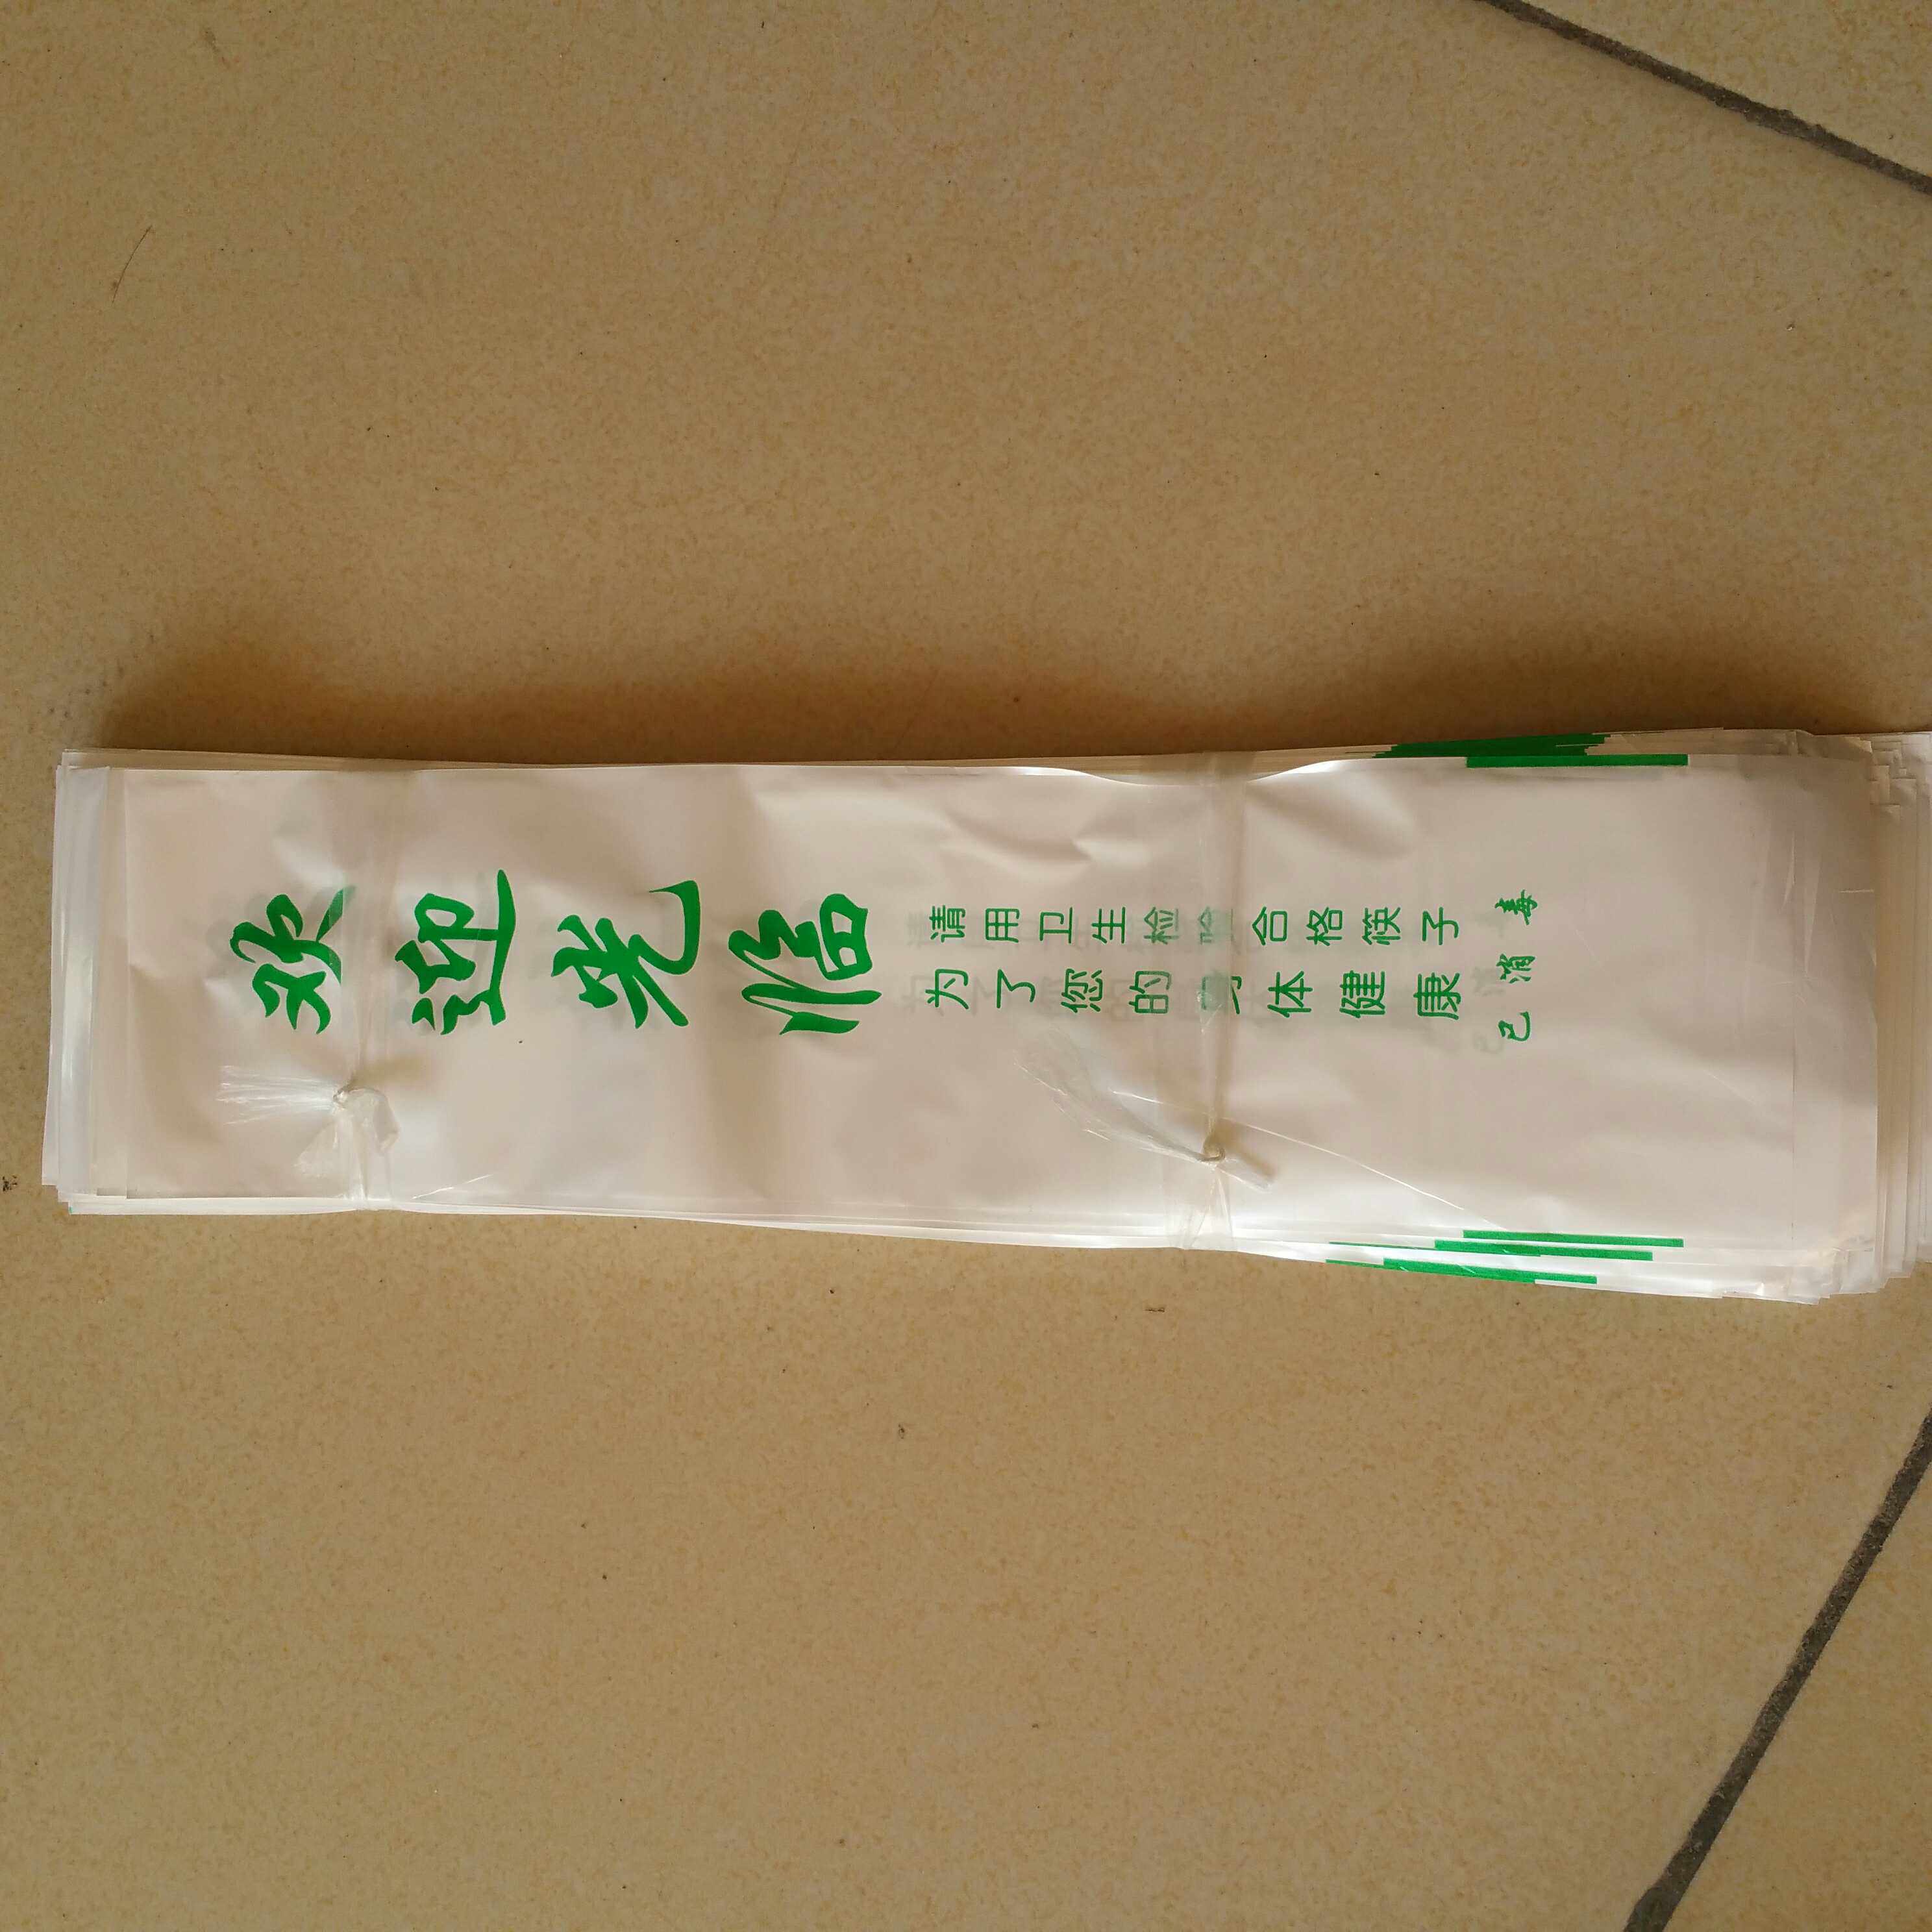 欢迎光临
为了您的身体健康
请用卫生检验合格筷子
已消毒